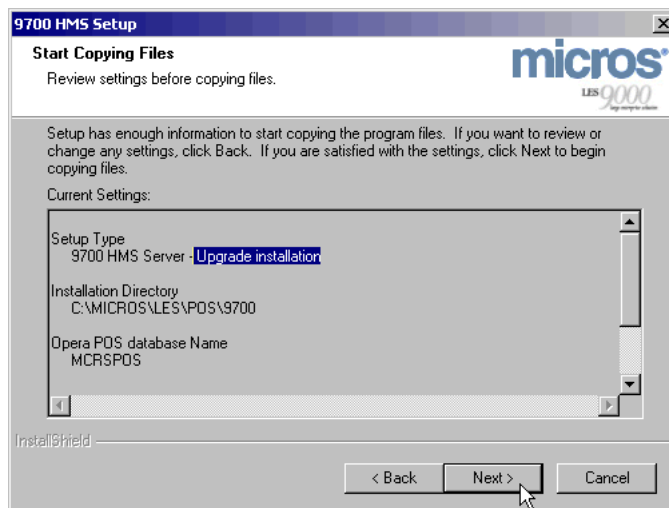 9700 HMS Setup
Start Copying Files
Review settings before copying files.
micros
LES 9000
Setup has enough information to start copying the program files. If you want to review or
change any settings, click Back. If you are satisfied with the settings, click Next to begin
copying files.
Current Settings:
Setup Type
9700 HMS Server - Upgrade installation
Installation Directory
C:\MICROS\LES\POS\9700
Opera POS database Name
MCRSPOS
InstallShield
< Back
Next >
Cancel